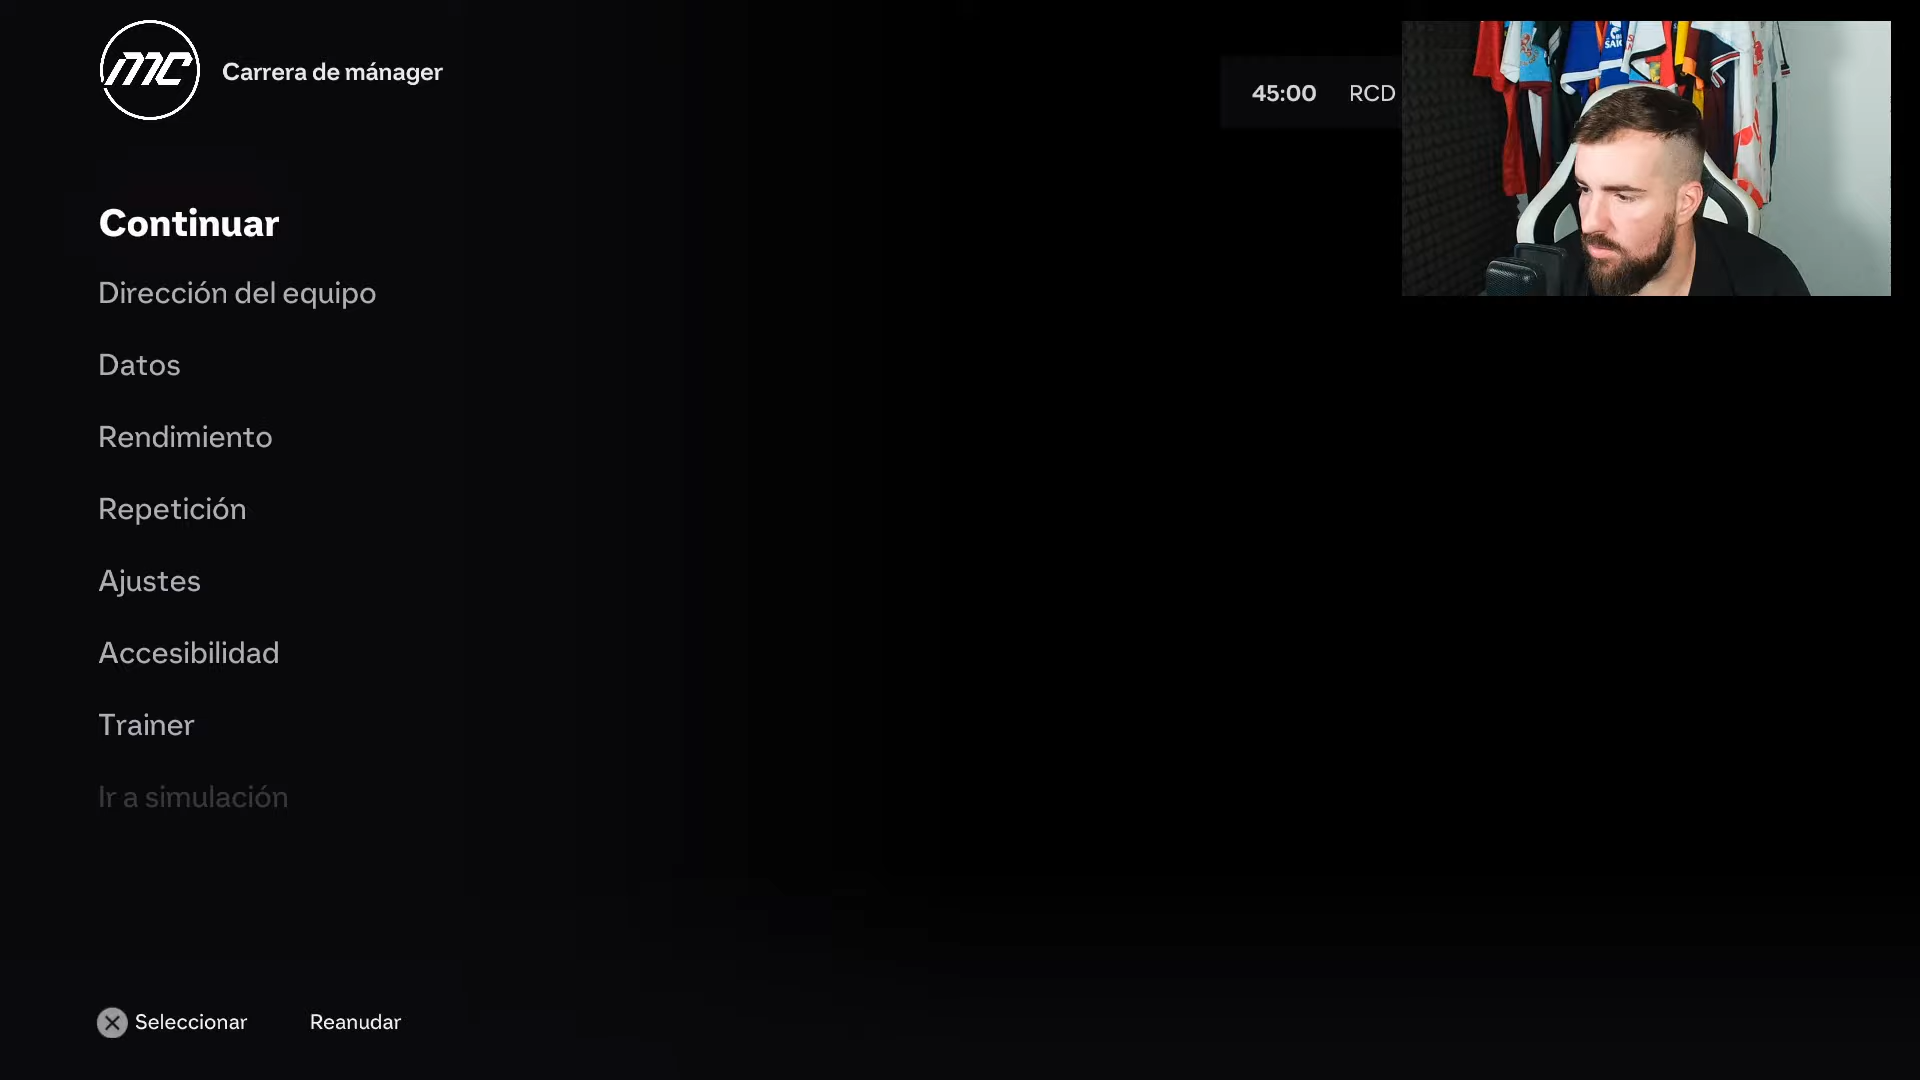 MC
Carrera de mánager
45:00 RCD
Continuar
Dirección del equipo
Datos
Rendimiento
Repetición
Ajustes
Accesibilidad
Trainer
Ir a simulación
Seleccionar
Reanudar